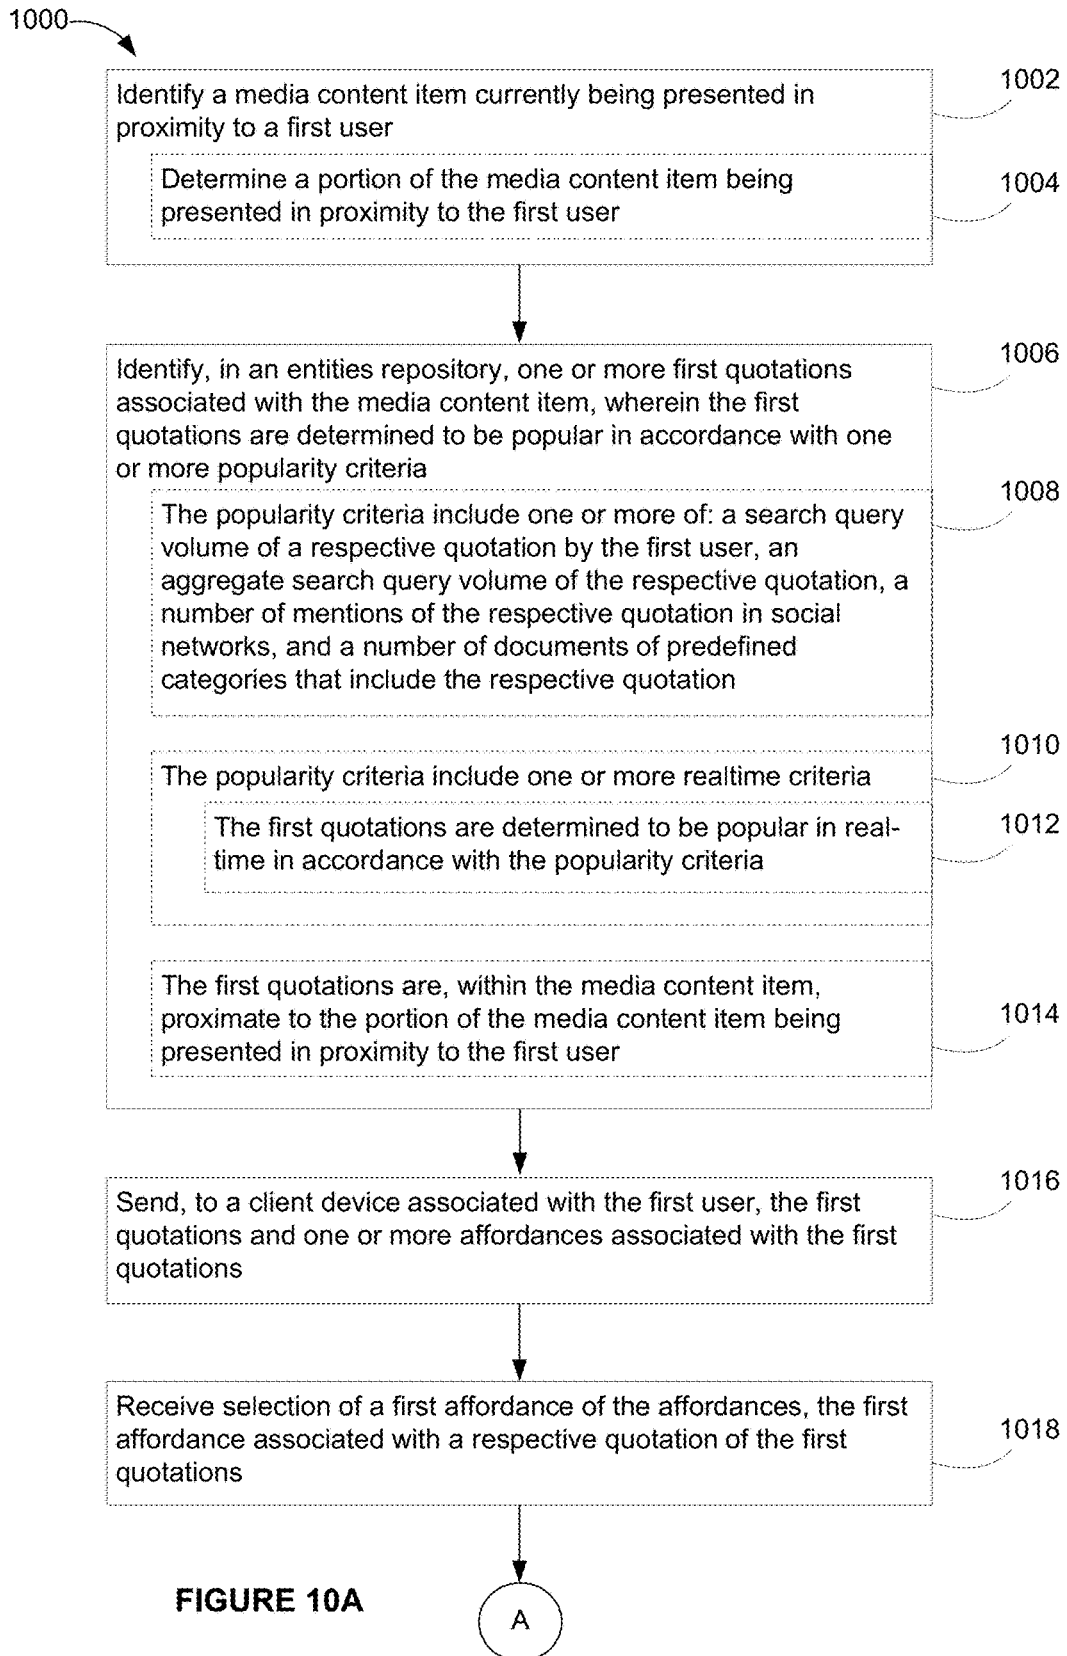 1000
1002
Identify a media content item currently being presented in
proximity to a first user
1004
Determine a portion of the media content item being
presented in proximity to the first user
1006
Identify, in an entities repository, one or more first quotations
associated with the media content item, wherein the first
quotations are determined to be popular in accordance with one
or more popularity criteria
1008
The popularity criteria include one or more of: a search query
volume of a respective quotation by the first user, an
aggregate search query volume of the respective quotation, a
number of mentions of the respective quotation in social
networks, and a number of documents of predefined
categories that include the respective quotation
1010
The popularity criteria include one or more realtime criteria
1012
The first quotations are determined to be popular in real-
time in accordance with the popularity criteria
The first quotations are, within the media content item,
proximate to the portion of the media content item being
presented in proximity to the first user
1014
1016
Send, to a client device associated with the first user, the first
quotations and one or more affordances associated with the first
quotations
Receive selection of a first affordance of the affordances, the first
affordance associated with a respective quotation of the first
quotations
1018
FIGURE 10A
A